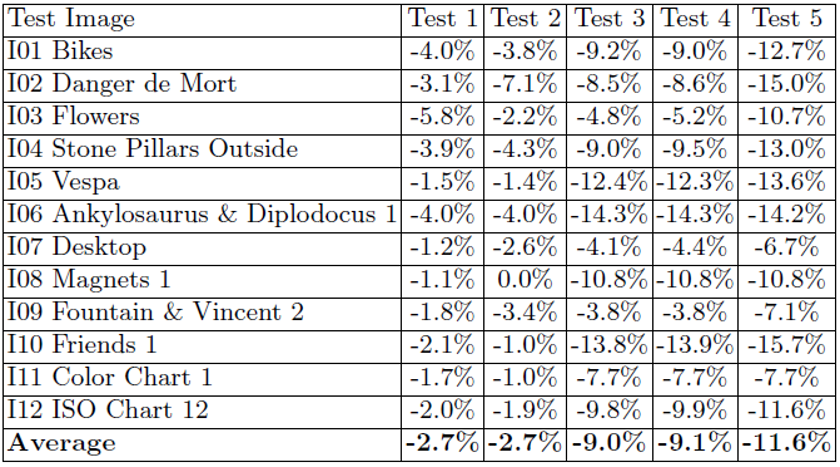 Test Image Test 1 Test 2 Test 3 Test 4 Test 5
I01 Bikes -4.0% -3.8% -9.2% -9.0% -12.7%
I02 Danger de Mort -3.1% -7.1% -8.5% -8.6% -15.0%
I03 Flowers -5.8% -2.2% -4.8% -5.2% -10.7%
I04 Stone Pillars Outside -3.9% -4.3% -9.0% -9.5% -13.0%
I05 Vespa -1.5% -1.4% -12.4% -12.3% -13.6%
I06 Ankylosaurus & Diplodocus 1 -4.0% -4.0% -14.3% -14.3% -14.2%
I07 Desktop -1.2% -2.6% -4.1% -4.4% -6.7%
I08 Magnets 1 -1.1% 0.0% -10.8% -10.8% -10.8%
I09 Fountain & Vincent 2 -1.8% -3.4% -3.8% -3.8% -7.1%
I10 Friends 1 -2.1% -1.0% -13.8% -13.9% -15.7%
I11 Color Chart 1 -1.7% -1.0% -7.7% -7.7% -7.7%
I12 ISO Chart 12 -2.0% -1.9% -9.8% -9.9% -11.6%
Average -2.7% -2.7% -9.0% -9.1% -11.6%